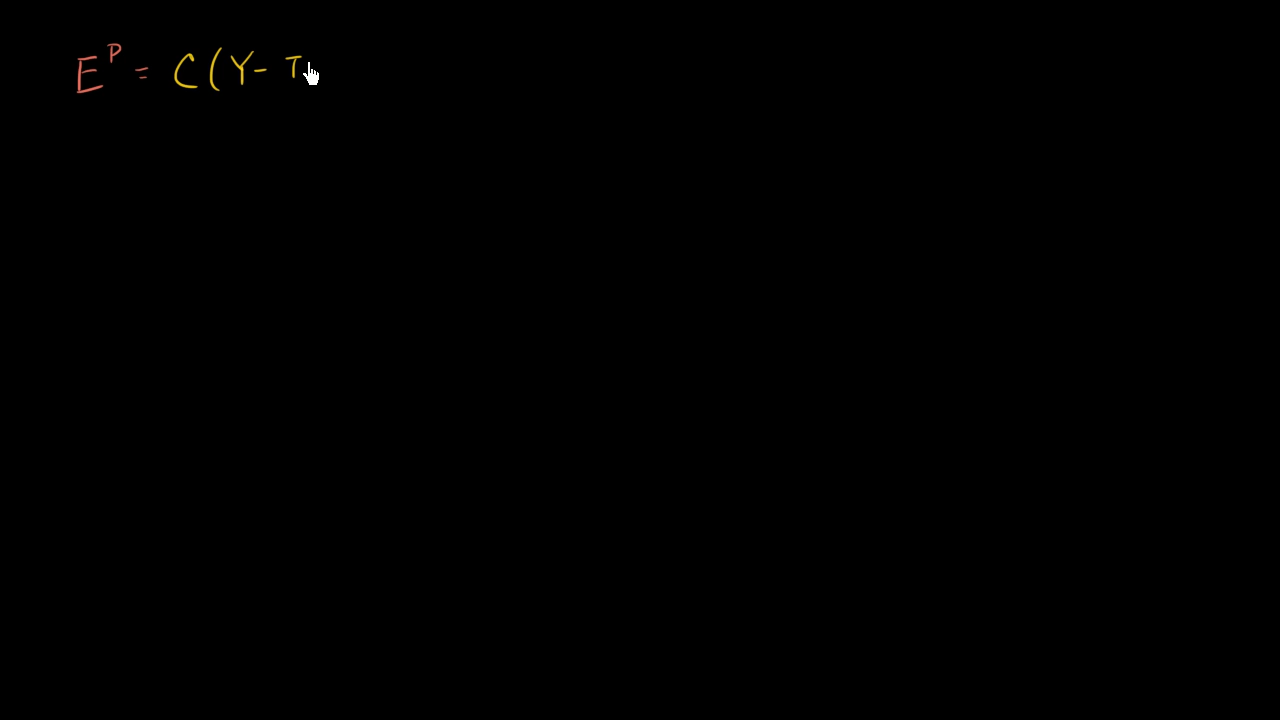 E^P = C(Y- T